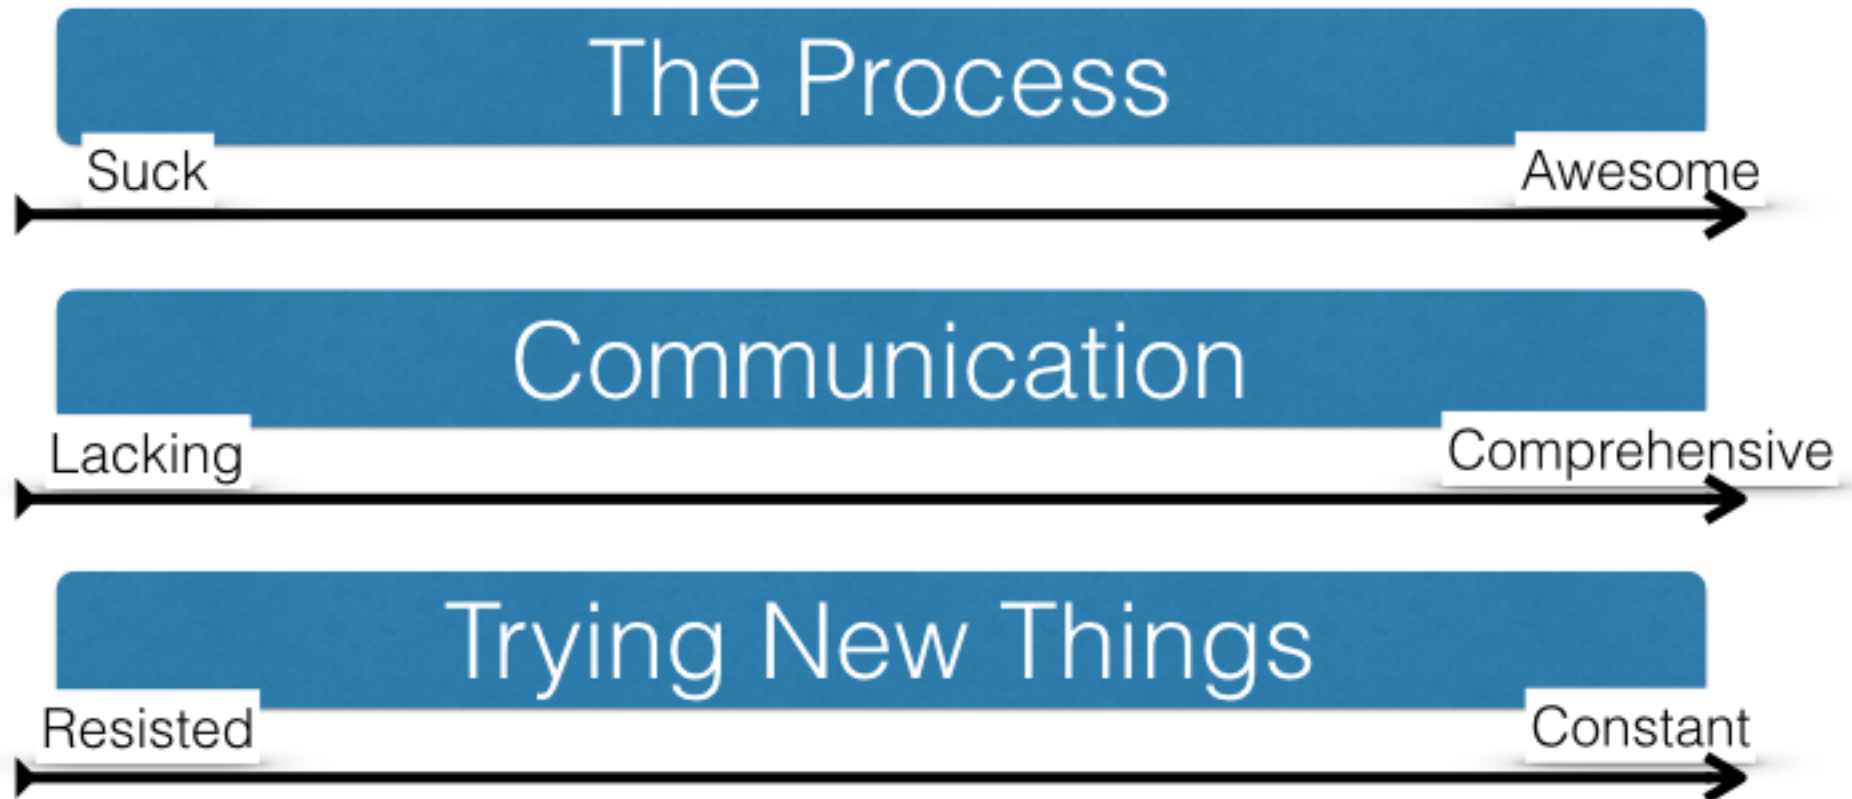 The Process
Suck Awesome
Communication
Lacking Comprehensive
Trying New Things
Resisted Constant